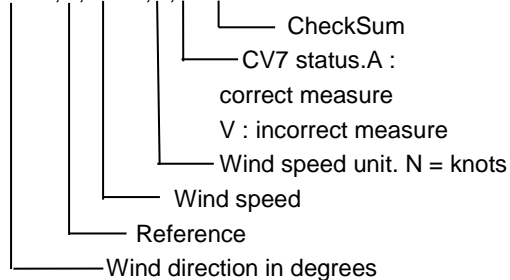 CheckSum
CV7 status.A :
correct measure
V : incorrect measure
Wind speed unit. N = knots
Wind speed
Reference
Wind direction in degrees